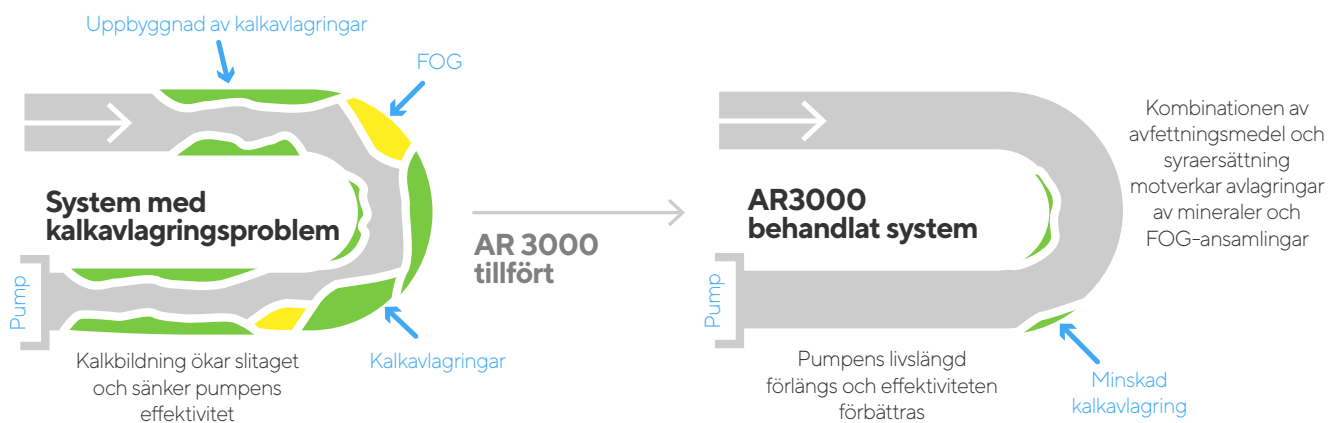 Uppbyggnad av kalkavlagringar
FOG
System med
kalkavlagringsproblem
Pump
Kalkbildning ökar slitaget
och sänker pumpens
effektivitet
Kalkavlagringar
AR 3000
tillfört
AR3000
behandlat system
Pump
Pumpens livslängd
förlängs och effektiviteten
förbättras
Minskad
kalkavlagring
Kombinationen av
avfettningsmedel och
syraersättning
motverkar avlagringar
av mineraler och
FOG-ansamlingar